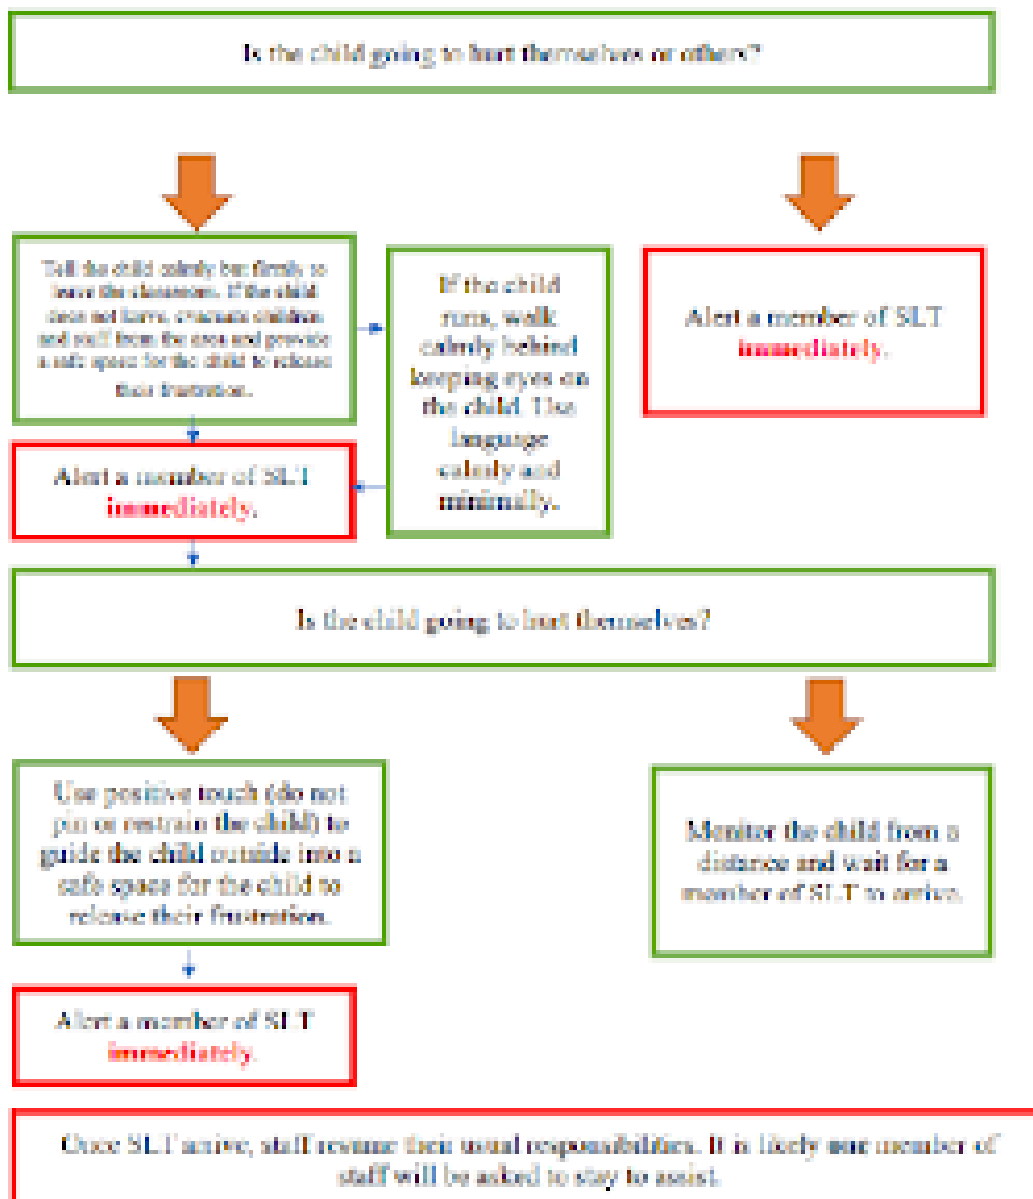 Is the child going to hurt themselves or others?
Tell the child calmly but firmly to
leave the classroom. If the child
does not leave, evacuate children
and staff from the area and provide
a safe space for the child to release
their frustration.
If the child
runs, walk
calmly behind
keeping eyes on
the child. Use
language
calmly and
minimally.
Alert a member of SLT
immediately.
Alert a member of SLT
immediately.
Is the child going to hurt themselves?
Use positive touch (do not
pin or restrain the child) to
guide the child outside into a
safe space for the child to
release their frustration.
Monitor the child from a
distance and wait for a
member of SLT to arrive.
Alert a member of SLT
immediately.
Once SLT arrive, staff resume their usual responsibilities. It is likely one member of
staff will be asked to stay to assist.